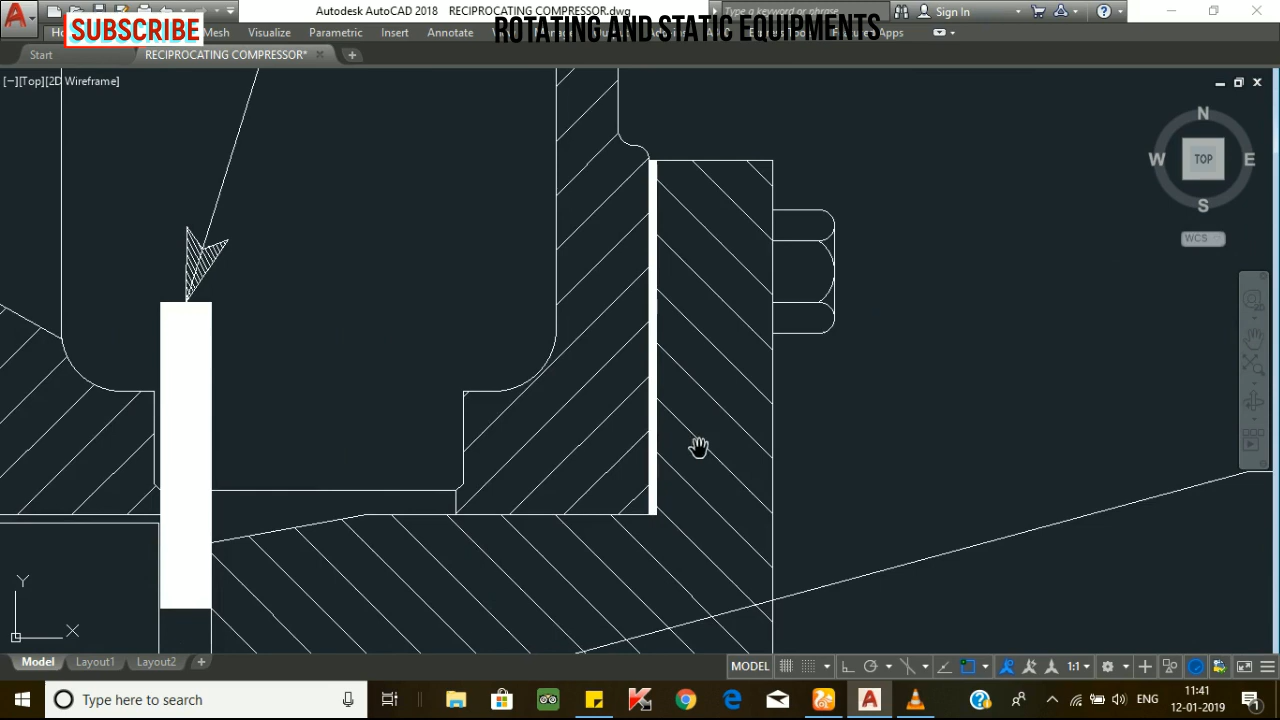 Autodesk AutoCAD 2018 RECIPROCATING COMPRESSOR.dwg
Type a keyword or phrase
Sign In
SUBSCRIBE
ROTATING AND STATIC EQUIPMENTS
Mesh Visualize Parametric Insert Annotate
Start RECIPROCATING COMPRESSOR*
[−][Top][2D Wireframe]
N
W TOP E
S
WCS
Y
X
Model Layout1 Layout2
MODEL 1:1
Type here to search
ENG
11:41
12-01-2019